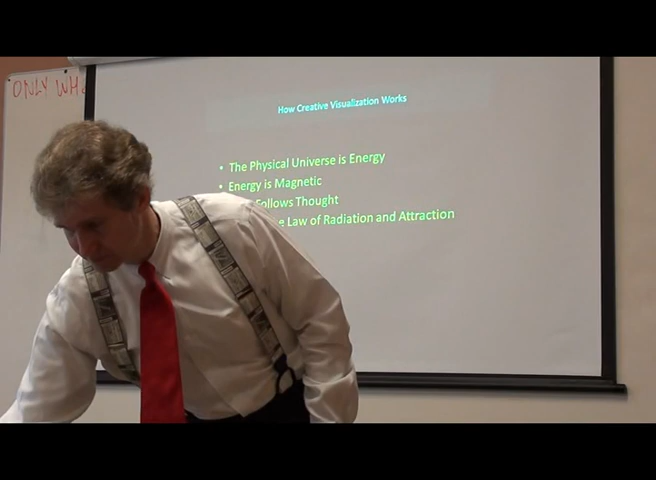 ONLY WH
How Creative Visualization Works
• The Physical Universe is Energy
• Energy is Magnetic
Follows Thought
Law of Radiation and Attraction